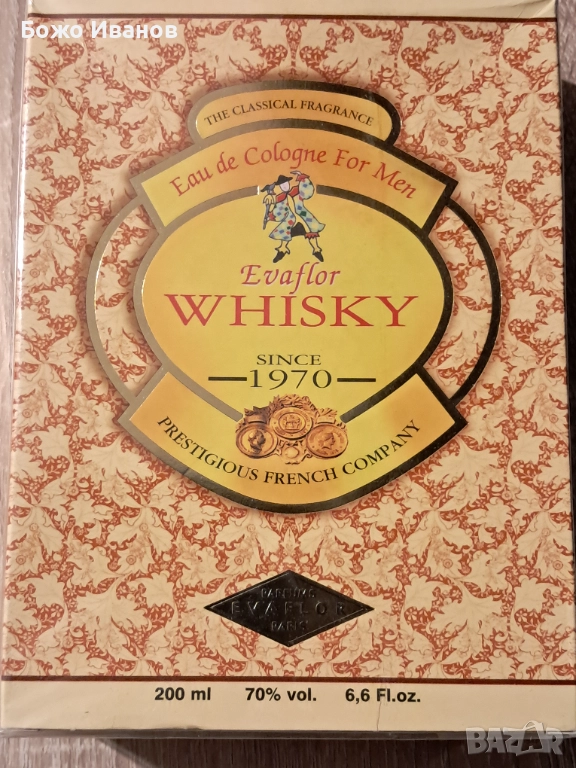 Божо Иванов
THE CLASSICAL FRAGRANCE
Eau de Cologne For Men
Evaflor
WHISKY
SINCE
1970
PRESTIGIOUS FRENCH COMPANY
PARFUMS
EVAFLOR
PARIS
200 ml 70% vol. 6,6 Fl.oz.
BAZAR